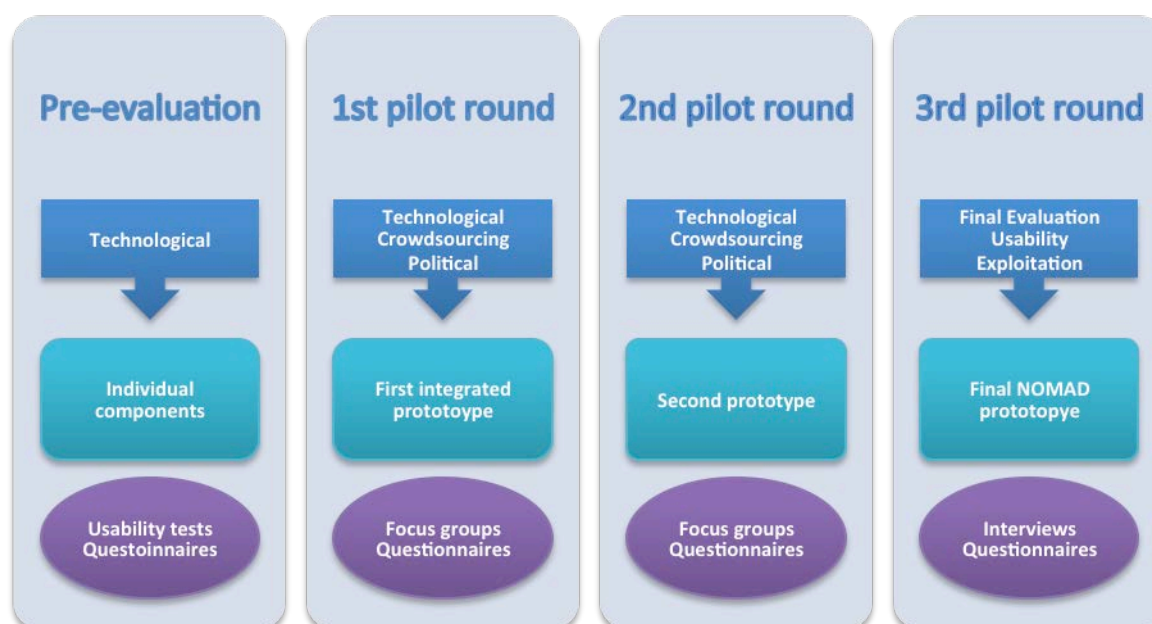 Pre-evaluation
Technological
Individual
components
Usability tests
Questoinnaires
1st pilot round
Technological
Crowdsourcing
Political
First integrated
prototoype
Focus groups
Questionnaires
2nd pilot round
Technological
Crowdsourcing
Political
Second prototype
Focus groups
Questionnaires
3rd pilot round
Final Evaluation
Usability
Exploitation
Final NOMAD
prototopye
Interviews
Questionnaires